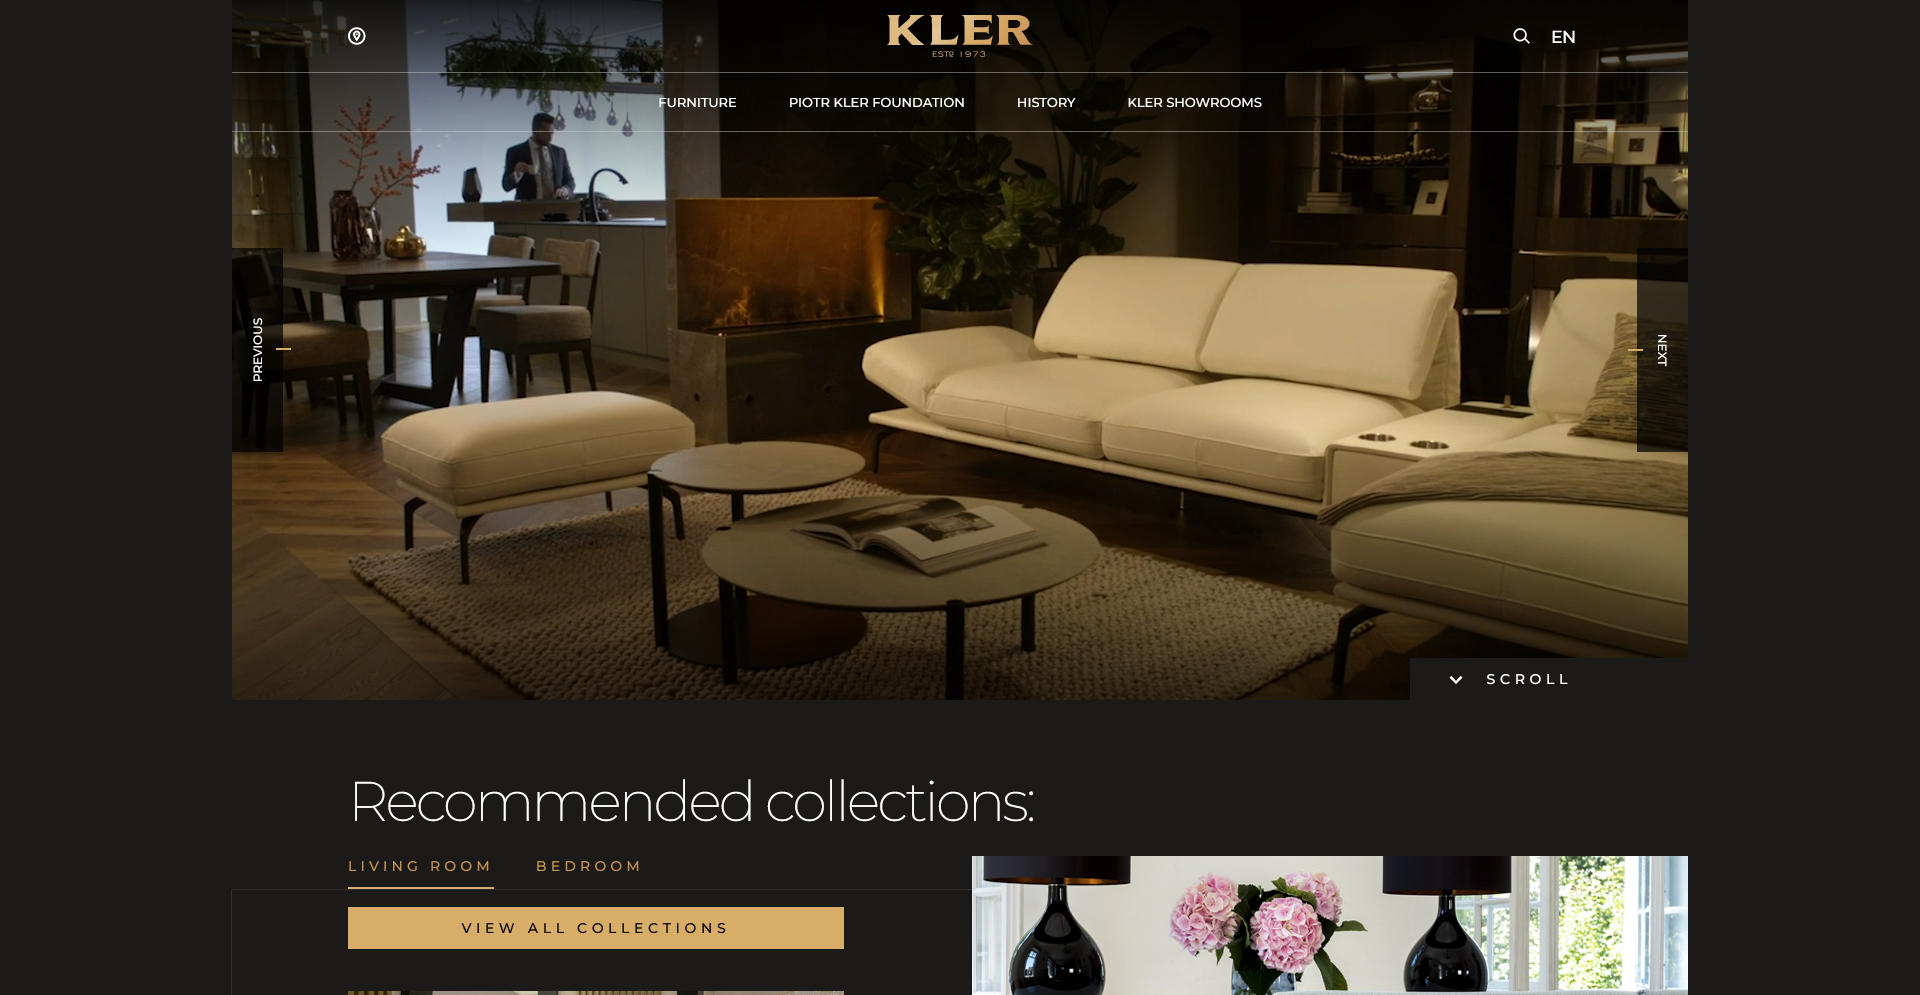 KLER
ESTD 1973
EN
FURNITURE
PIOTR KLER FOUNDATION
HISTORY
KLER SHOWROOMS
PREVIOUS
NEXT
SCROLL
Recommended collections:
LIVING ROOM
BEDROOM
VIEW ALL COLLECTIONS